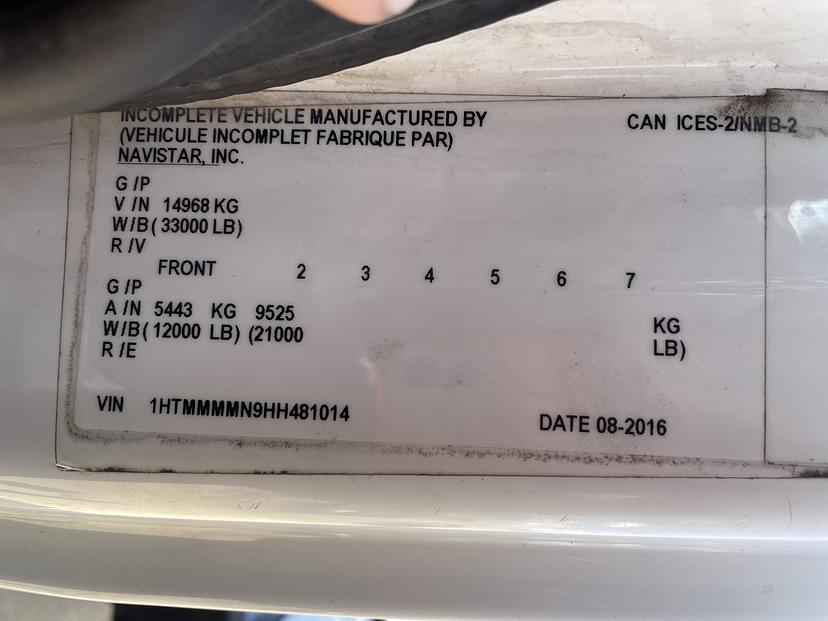 INCOMPLETE VEHICLE MANUFACTURED BY
(VEHICULE INCOMPLET FABRIQUE PAR)
NAVISTAR, INC.
CAN ICES-2/NMB-2
G /P
V /N 14968 KG
W/B ( 33000 LB)
R /V
FRONT 2 3 4 5 6 7
G /P
A /N 5443 KG 9525 KG
W/B ( 12000 LB) (21000 LB)
R /E
VIN 1HTMMMMN9HH481014
DATE 08-2016